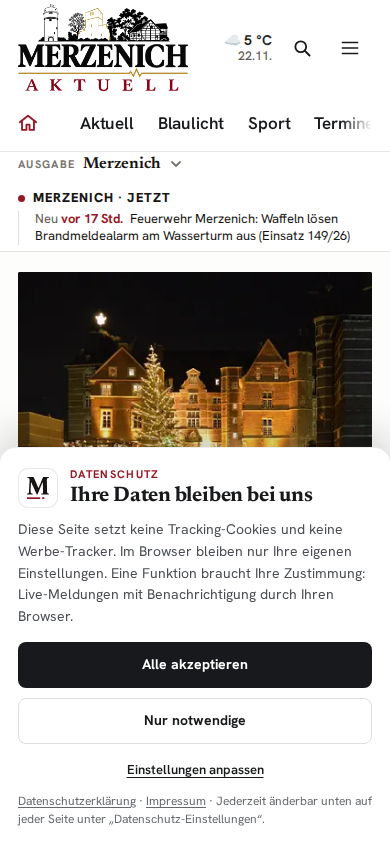 MERZENICH
AKTUELL
5 °C
22.11.
Aktuell Blaulicht Sport Termine
AUSGABE Merzenich
MERZENICH · JETZT
Neu vor 17 Std. Feuerwehr Merzenich: Waffeln lösen
Brandmeldealarm am Wasserturm aus (Einsatz 149/26)
M
DATENSCHUTZ
Ihre Daten bleiben bei uns
Diese Seite setzt keine Tracking-Cookies und keine
Werbe-Tracker. Im Browser bleiben nur Ihre eigenen
Einstellungen. Eine Funktion braucht Ihre Zustimmung:
Live-Meldungen mit Benachrichtigung durch Ihren
Browser.
Alle akzeptieren
Nur notwendige
Einstellungen anpassen
Datenschutzerklärung · Impressum · Jederzeit änderbar unten auf
jeder Seite unter „Datenschutz-Einstellungen“.